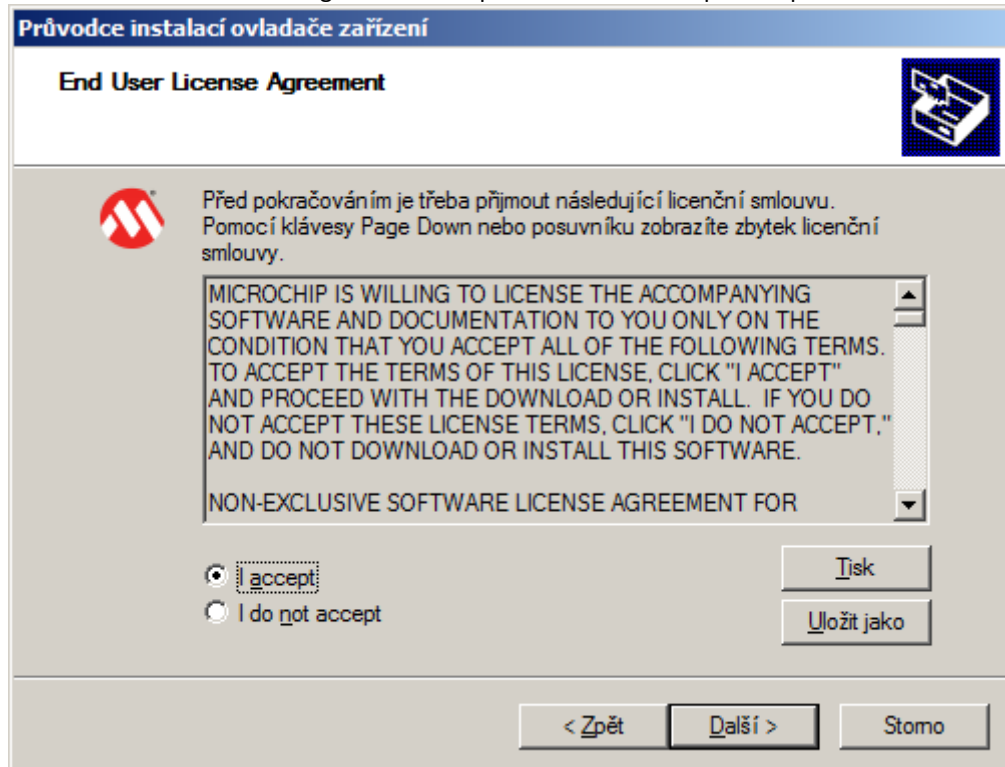 Průvodce instalací ovladače zařízení
End User License Agreement
Před pokračováním je třeba přijmout následující licenční smlouvu.
Pomocí klávesy Page Down nebo posuvníku zobrazíte zbytek licenční
smlouvy.
MICROCHIP IS WILLING TO LICENSE THE ACCOMPANYING
SOFTWARE AND DOCUMENTATION TO YOU ONLY ON THE
CONDITION THAT YOU ACCEPT ALL OF THE FOLLOWING TERMS.
TO ACCEPT THE TERMS OF THIS LICENSE, CLICK "I ACCEPT"
AND PROCEED WITH THE DOWNLOAD OR INSTALL. IF YOU DO
NOT ACCEPT THESE LICENSE TERMS, CLICK "I DO NOT ACCEPT,"
AND DO NOT DOWNLOAD OR INSTALL THIS SOFTWARE.
NON-EXCLUSIVE SOFTWARE LICENSE AGREEMENT FOR
I accept
Tisk
I do not accept
Uložit jako
< Zpět
Další >
Storno